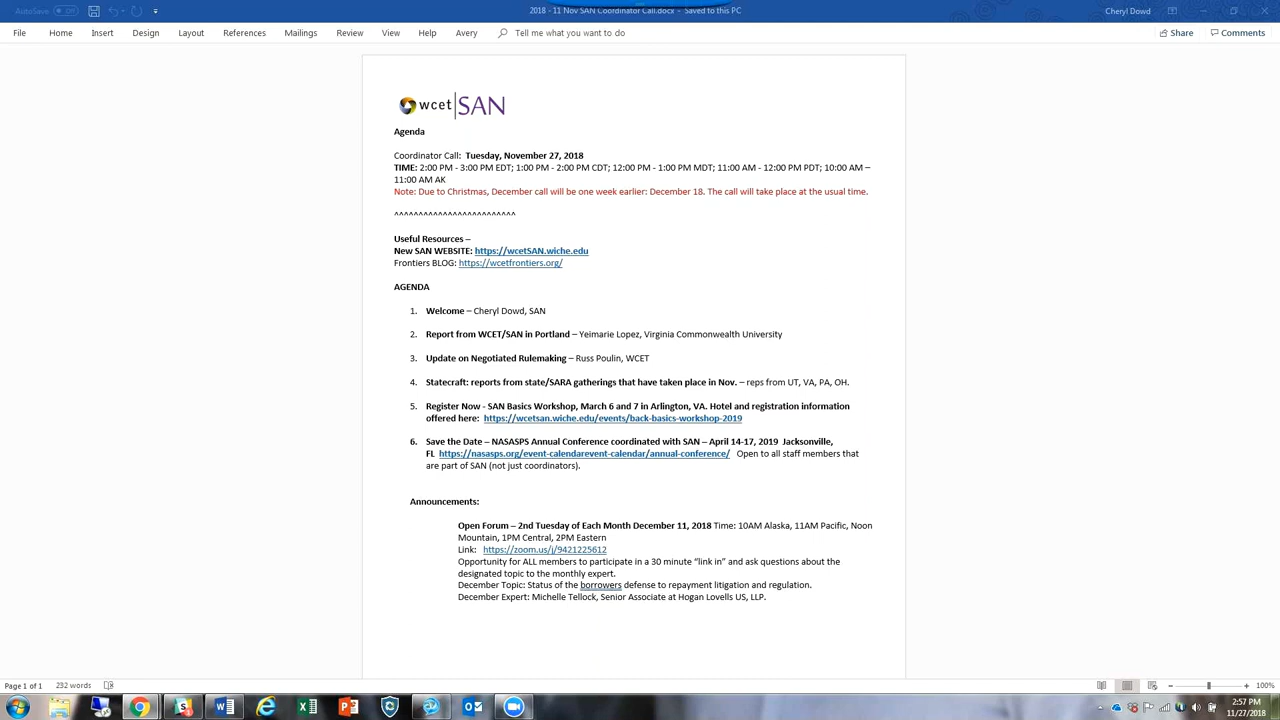 AutoSave Off
2018 - 11 Nov SAN Coordinator Call.docx - Saved to this PC
Cheryl Dowd
File Home Insert Design Layout References Mailings Review View Help Avery Tell me what you want to do Share Comments
wcet|SAN
Agenda
Coordinator Call: Tuesday, November 27, 2018
TIME: 2:00 PM - 3:00 PM EDT; 1:00 PM - 2:00 PM CDT; 12:00 PM - 1:00 PM MDT; 11:00 AM - 12:00 PM PDT; 10:00 AM –
11:00 AM AK
Note: Due to Christmas, December call will be one week earlier: December 18. The call will take place at the usual time.
^^^^^^^^^^^^^^^^^^^^^^^^^
Useful Resources –
New SAN WEBSITE: https://wcetSAN.wiche.edu
Frontiers BLOG: https://wcetfrontiers.org/
AGENDA
1. Welcome – Cheryl Dowd, SAN
2. Report from WCET/SAN in Portland – Yeimarie Lopez, Virginia Commonwealth University
3. Update on Negotiated Rulemaking – Russ Poulin, WCET
4. Statecraft: reports from state/SARA gatherings that have taken place in Nov. – reps from UT, VA, PA, OH.
5. Register Now - SAN Basics Workshop, March 6 and 7 in Arlington, VA. Hotel and registration information
offered here: https://wcetsan.wiche.edu/events/back-basics-workshop-2019
6. Save the Date – NASASPS Annual Conference coordinated with SAN – April 14-17, 2019 Jacksonville,
FL https://nasasps.org/event-calendarevent-calendar/annual-conference/ Open to all staff members that
are part of SAN (not just coordinators).
Announcements:
Open Forum – 2nd Tuesday of Each Month December 11, 2018 Time: 10AM Alaska, 11AM Pacific, Noon
Mountain, 1PM Central, 2PM Eastern
Link: https://zoom.us/j/9421225612
Opportunity for ALL members to participate in a 30 minute “link in” and ask questions about the
designated topic to the monthly expert.
December Topic: Status of the borrowers defense to repayment litigation and regulation.
December Expert: Michelle Tellock, Senior Associate at Hogan Lovells US, LLP.
Page 1 of 1 232 words 100%
2:57 PM
11/27/2018